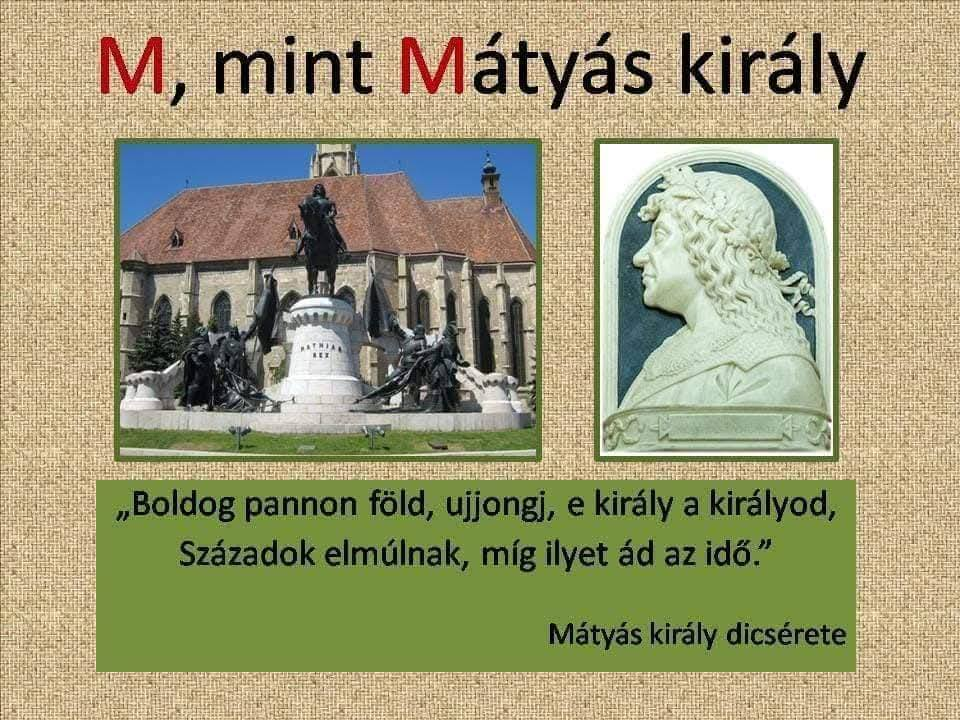 M, mint Mátyás király
MATHIAS
REX
„Boldog pannon föld, ujjongj, e király a királyod,
Századok elmúlnak, míg ilyet ád az idő.”
Mátyás király dicsérete